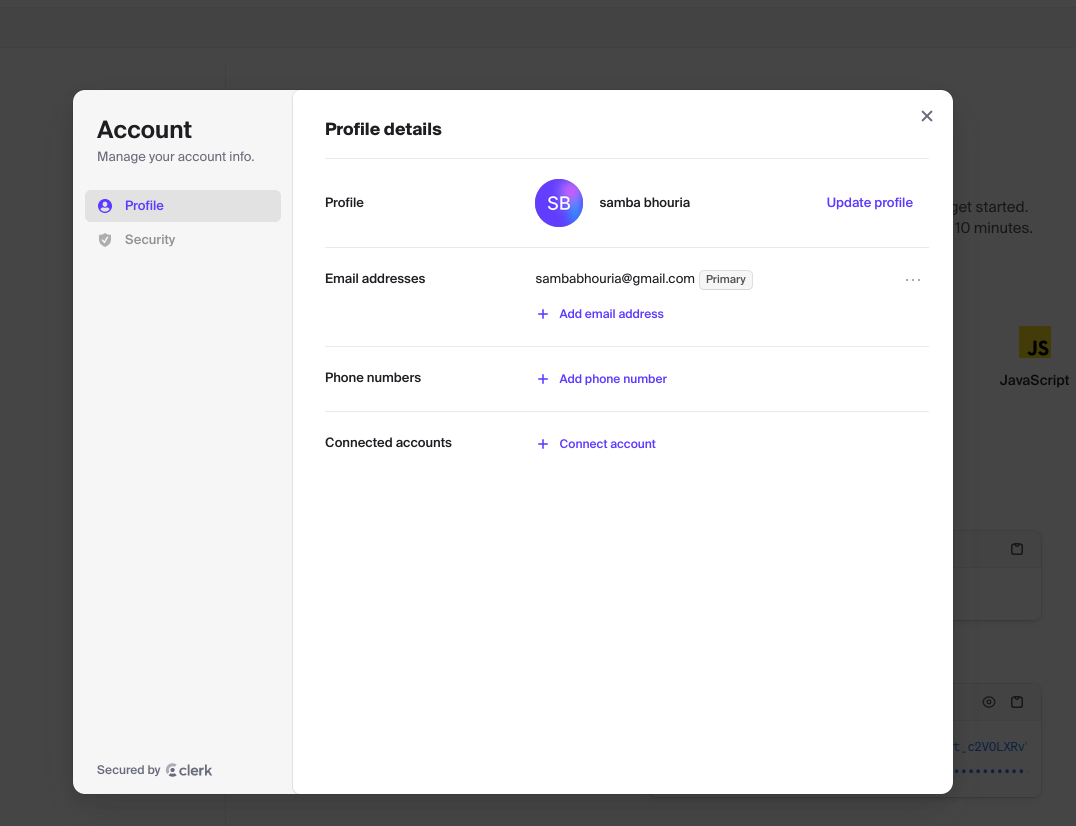 Account
Manage your account info.
Profile
Security
Secured by clerk
Profile details
Profile
SB
samba bhouria
Update profile
Email addresses
sambabhouria@gmail.com Primary
+ Add email address
Phone numbers
+ Add phone number
Connected accounts
+ Connect account
get started.
10 minutes.
JS
JavaScript
t_c2V0LXRv